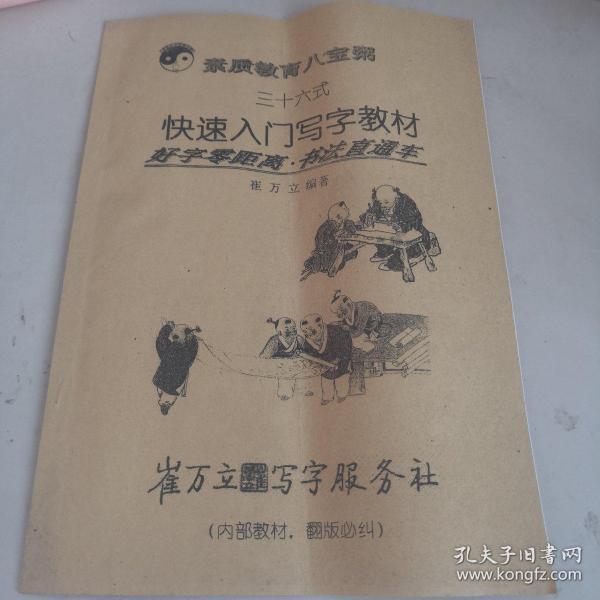 素质教育八宝粥
三十六式
快速入门写字教材
好字零距离·书法直通车
崔万立编著
崔万立写字服务社
(内部教材,翻版必纠)
孔夫子旧书网
www.kongfz.com